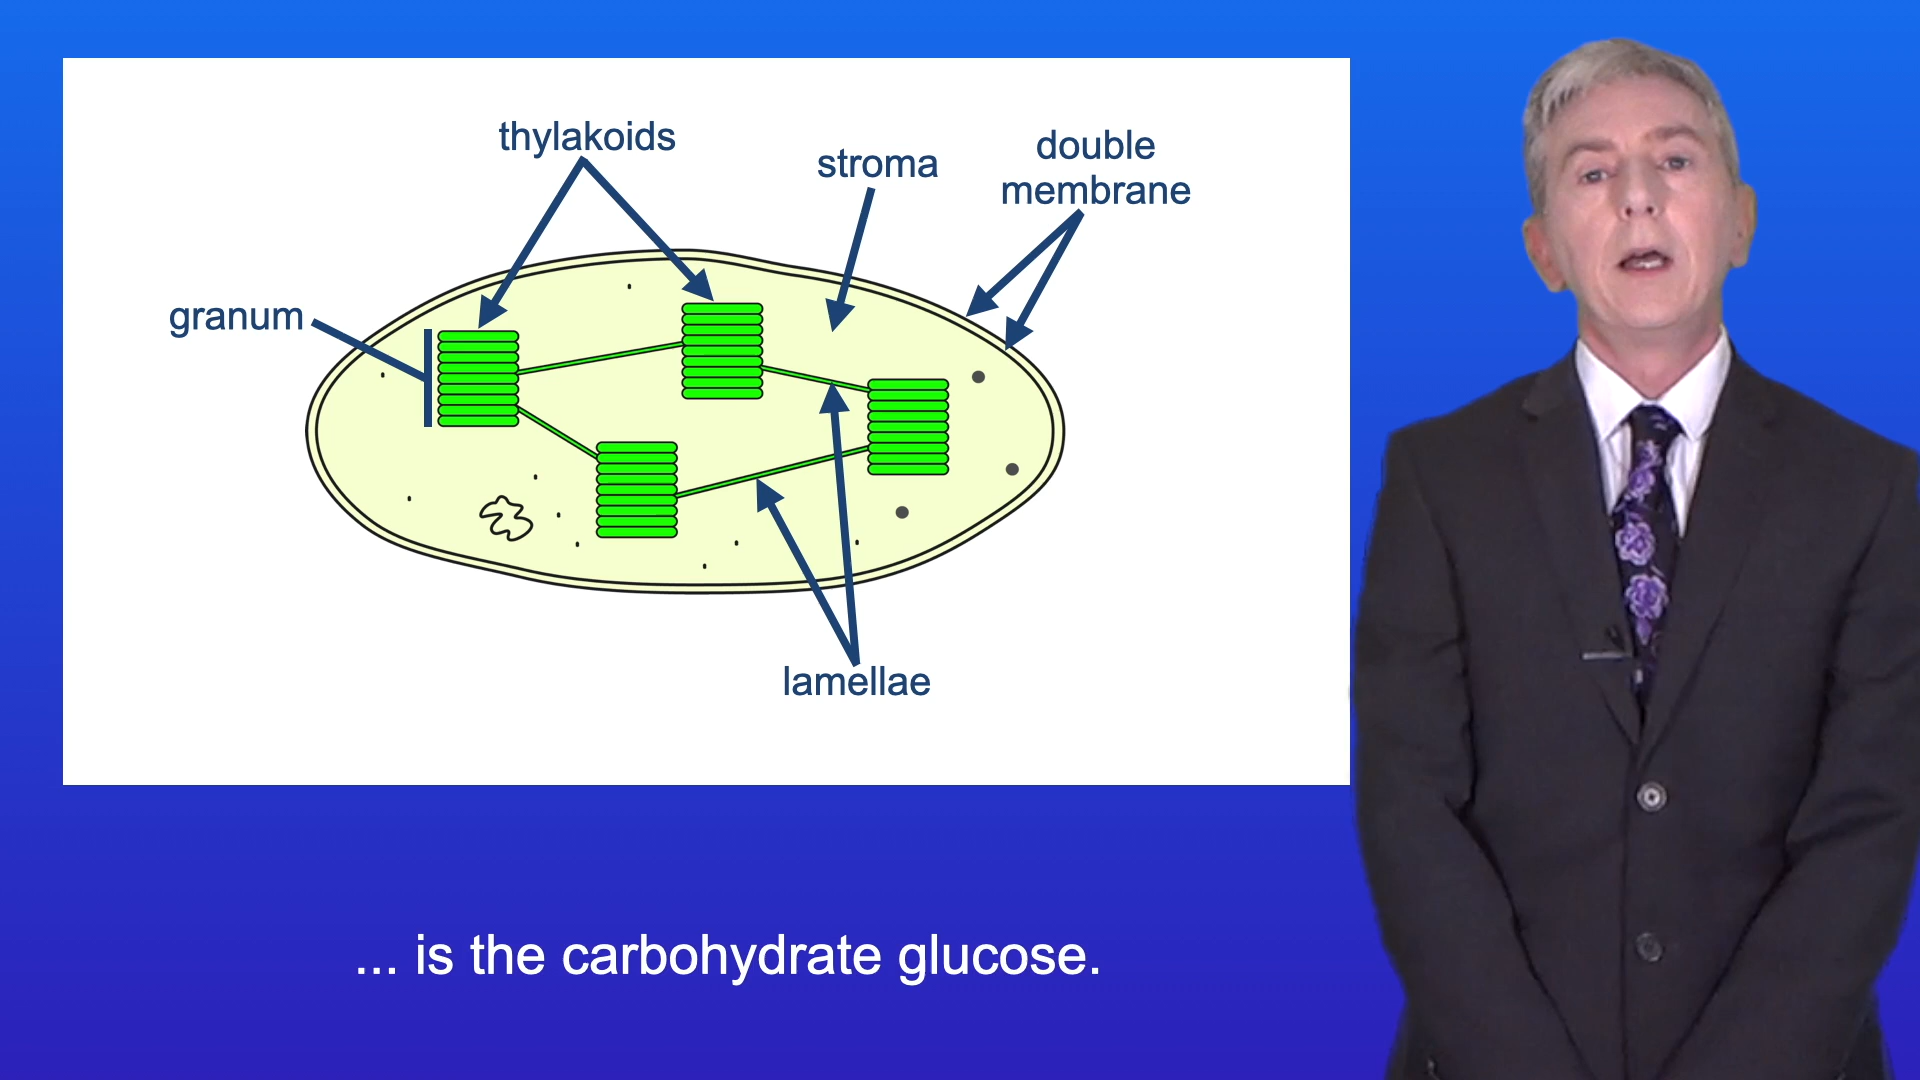 thylakoids
stroma
double
membrane
granum
lamellae
... is the carbohydrate glucose.